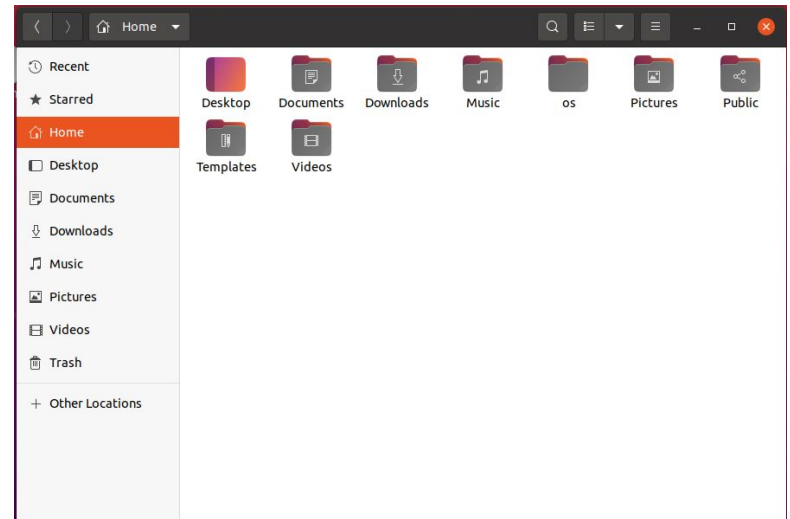 Home
Recent
Starred
Home
Desktop
Documents
Downloads
Music
Pictures
Videos
Trash
+ Other Locations
Desktop Documents Downloads Music os Pictures Public
Templates Videos